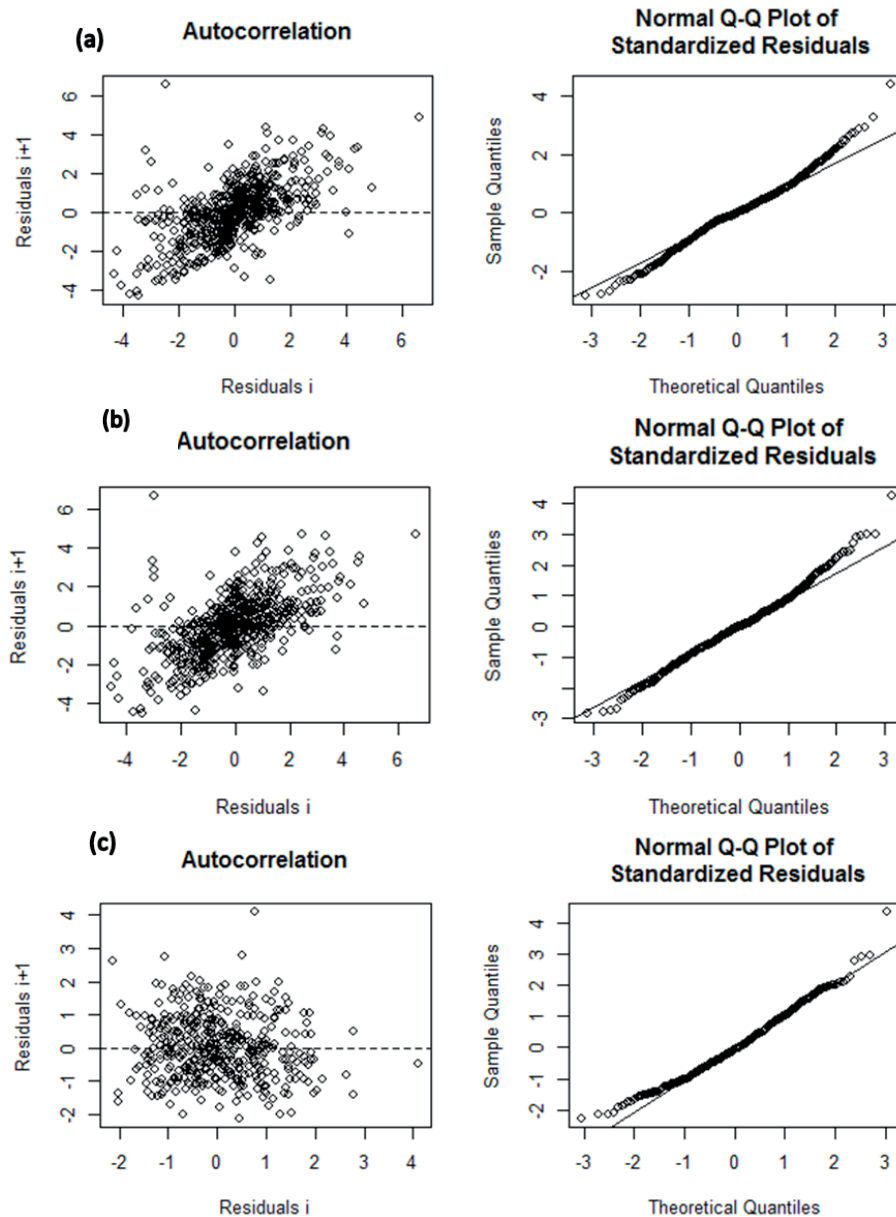 (a)
Autocorrelation
Residuals i+1
6
4
2
0
-2
-4
-4 -2 0 2 4 6
Residuals i
Normal Q-Q Plot of
Standardized Residuals
Sample Quantiles
4
2
0
-2
-3 -2 -1 0 1 2 3
Theoretical Quantiles
(b)
Autocorrelation
Residuals i+1
6
4
2
0
-2
-4
-4 -2 0 2 4 6
Residuals i
Normal Q-Q Plot of
Standardized Residuals
Sample Quantiles
4
3
2
1
0
-1
-3
-3 -2 -1 0 1 2 3
Theoretical Quantiles
(c)
Autocorrelation
Residuals i+1
4
3
2
1
0
-1
-2
-2 -1 0 1 2 3 4
Residuals i
Normal Q-Q Plot of
Standardized Residuals
Sample Quantiles
4
3
2
1
0
-1
-2
-3 -2 -1 0 1 2 3
Theoretical Quantiles